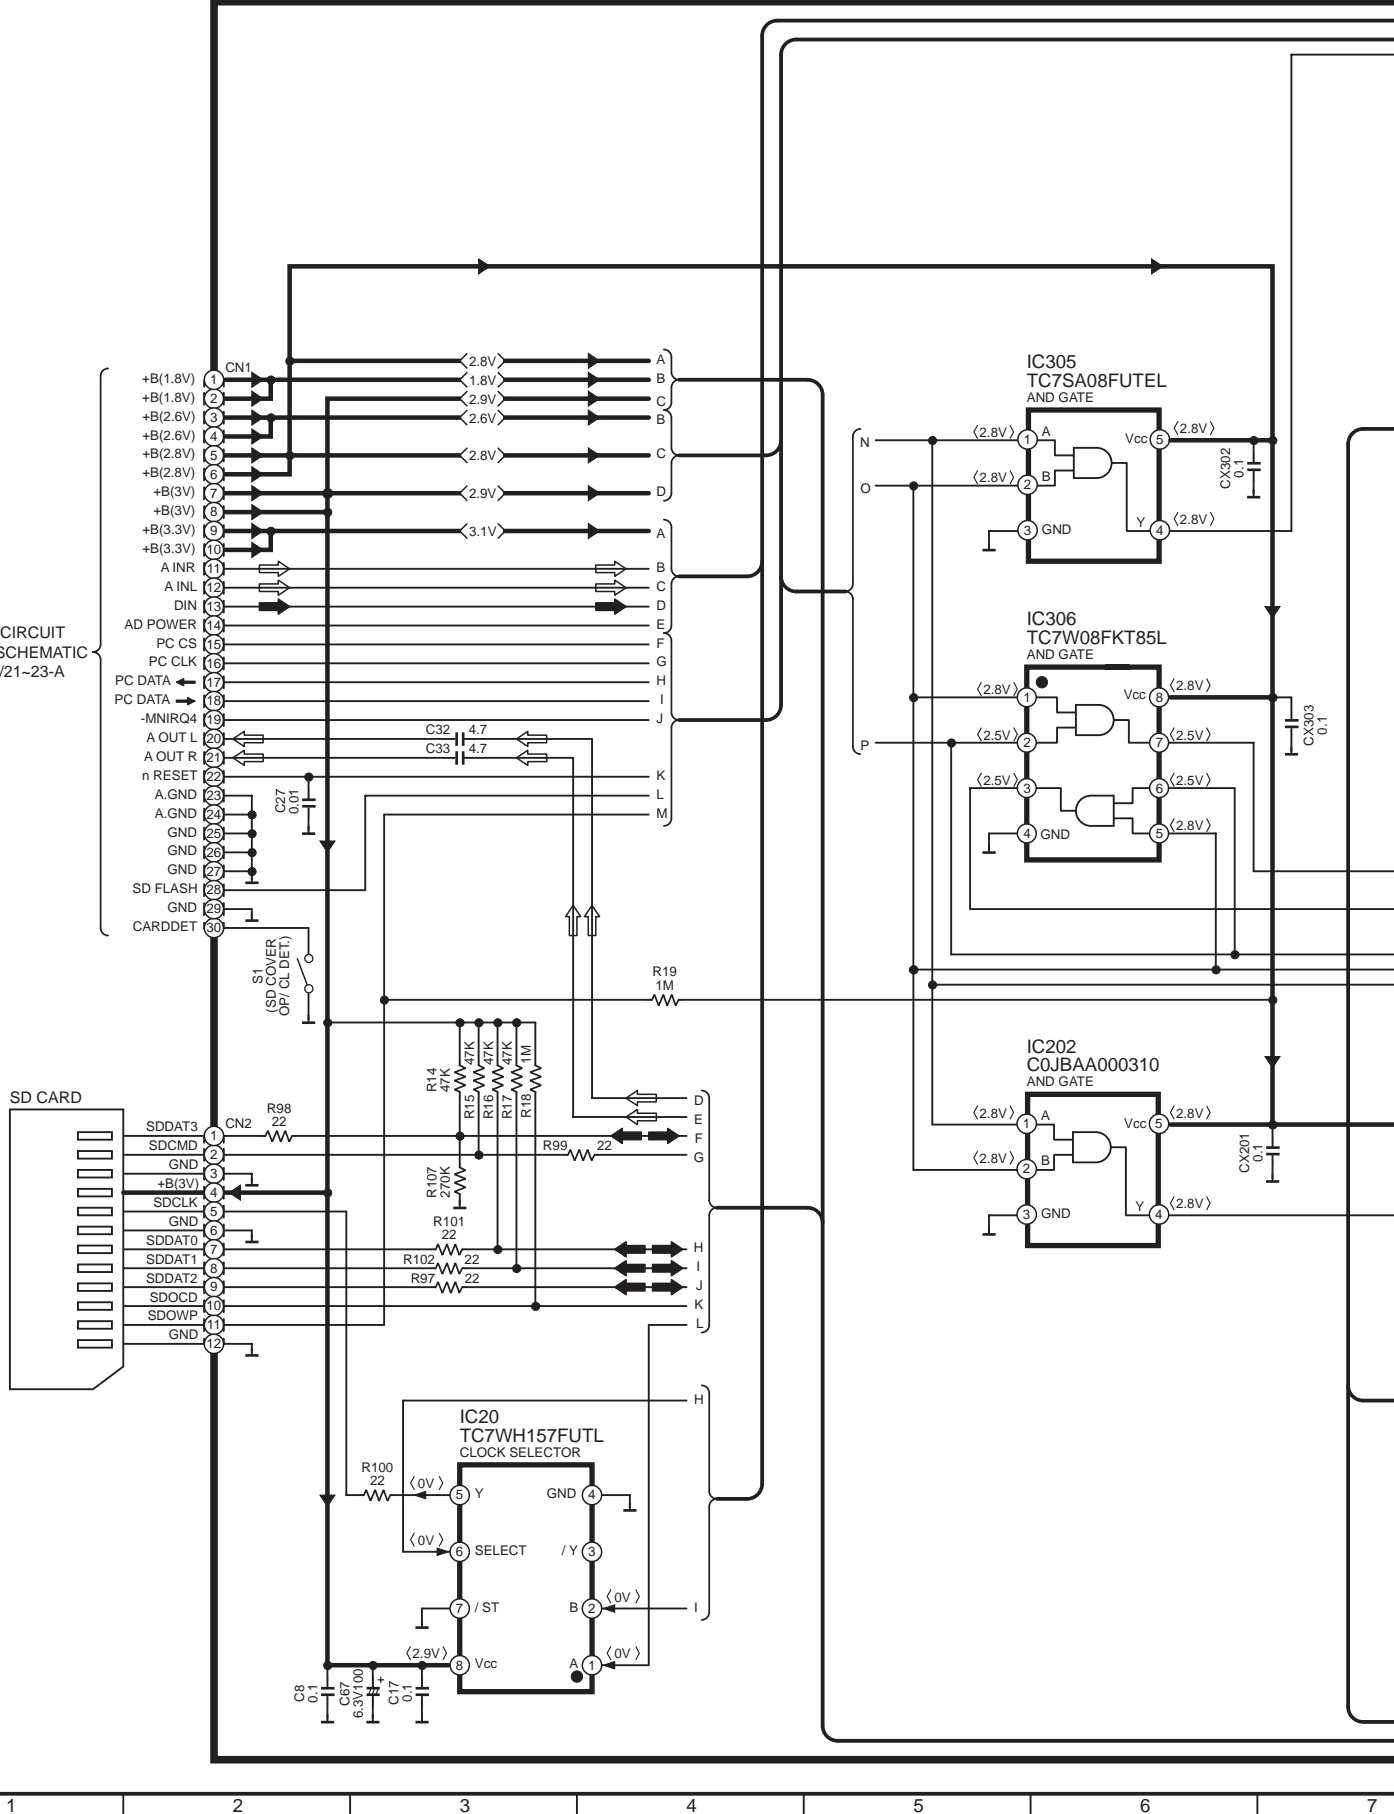 CN1
+B(1.8V) 1
+B(1.8V) 2
+B(2.6V) 3
+B(2.6V) 4
+B(2.8V) 5
+B(2.8V) 6
+B(3V) 7
+B(3V) 8
+B(3.3V) 9
+B(3.3V) 10
A INR 11
A INL 12
DIN 13
AD POWER 14
PC CS 15
PC CLK 16
PC DATA 17
PC DATA 18
-MNIRQ4 19
A OUT L 20
A OUT R 21
n RESET 22
A.GND 23
A.GND 24
GND 25
GND 26
GND 27
SD FLASH 28
GND 29
CARDDET 30
CIRCUIT
SCHEMATIC
/21~23-A
〈2.8V〉 A
〈1.8V〉 B
〈2.9V〉 C
〈2.6V〉 B
〈2.8V〉 C
〈2.9V〉 D
〈3.1V〉 A
B
C
D
E
F
G
H
I
J
C32 4.7
C33 4.7
K
L
M
C27
0.01
S1
(SD COVER
OP/ CL DET.)
R19
1M
R14
47K
R15 47K
R16 47K
R17 47K
R18 1M
SD CARD
CN2
SDDAT3 1
SDCMD 2
GND 3
+B(3V) 4
SDCLK 5
GND 6
SDDAT0 7
SDDAT1 8
SDDAT2 9
SDOCD 10
SDOWP 11
GND 12
R98
22
R99 22
R107
270K
R101
22
R102 22
R97 22
D
E
F
G
H
I
J
K
L
H
I
IC20
TC7WH157FUTL
CLOCK SELECTOR
R100
22
〈0V〉 5 Y
GND 4
〈0V〉 6 SELECT
/ Y 3
7 / ST
B 2 〈0V〉
〈2.9V〉 8 Vcc
A 1 〈0V〉
C8
0.1
C67
6.3V100
+
C17
0.1
N
O
P
IC305
TC7SA08FUTEL
AND GATE
〈2.8V〉 1 A
Vcc 5 〈2.8V〉
〈2.8V〉 2 B
3 GND
Y 4 〈2.8V〉
CX302
0.1
IC306
TC7W08FKT85L
AND GATE
〈2.8V〉 1
Vcc 8 〈2.8V〉
〈2.5V〉 2
7 〈2.5V〉
〈2.5V〉 3
6 〈2.5V〉
4 GND
5 〈2.8V〉
CX303
0.1
IC202
C0JBAA000310
AND GATE
〈2.8V〉 1 A
Vcc 5 〈2.8V〉
〈2.8V〉 2 B
3 GND
Y 4 〈2.8V〉
CX201
0.1
1 2 3 4 5 6 7